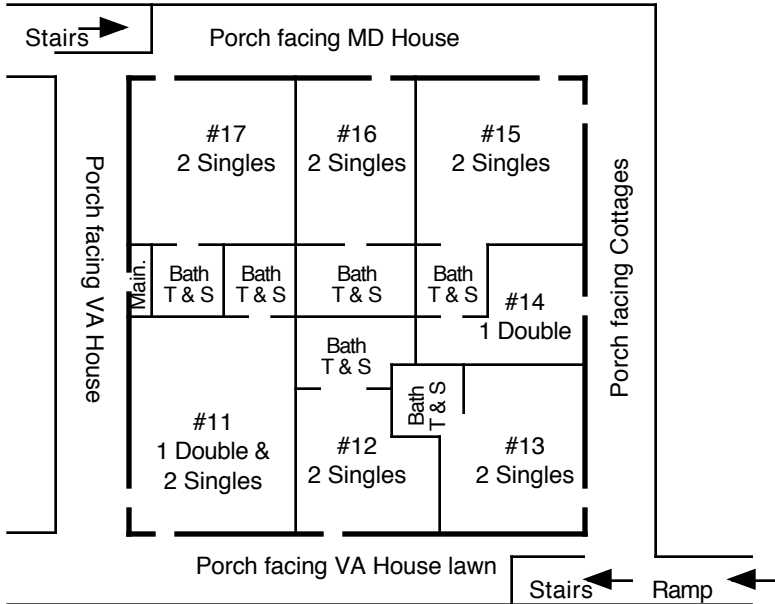 Stairs
Porch facing MD House
#17
2 Singles
#16
2 Singles
#15
2 Singles
Porch facing VA House
Porch facing Cottages
Main.
Bath
T & S
Bath
T & S
Bath
T & S
Bath
T & S
#14
1 Double
Bath
T & S
Bath
T & S
#11
1 Double &
2 Singles
#12
2 Singles
#13
2 Singles
Porch facing VA House lawn
Stairs
Ramp